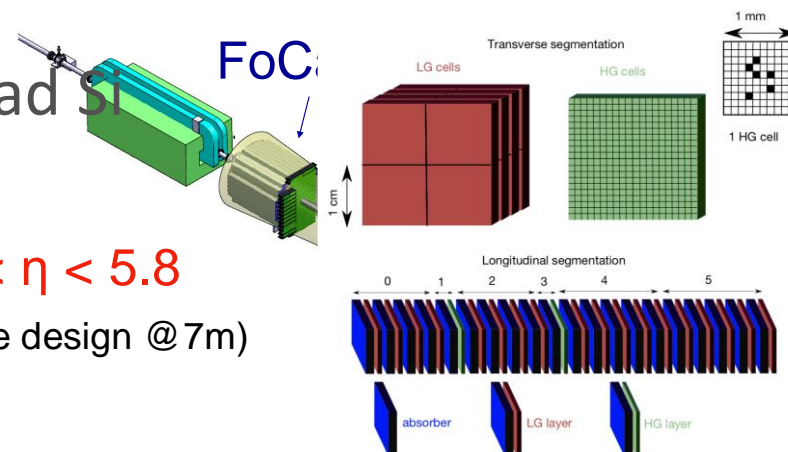 FoCa
ad Si
< η < 5.8
e design @7m)
Transverse segmentation
LG cells
HG cells
1 mm
1 HG cell
1 cm
Longitudinal segmentation
0 1 2 3 4 5
absorber
LG layer
HG layer